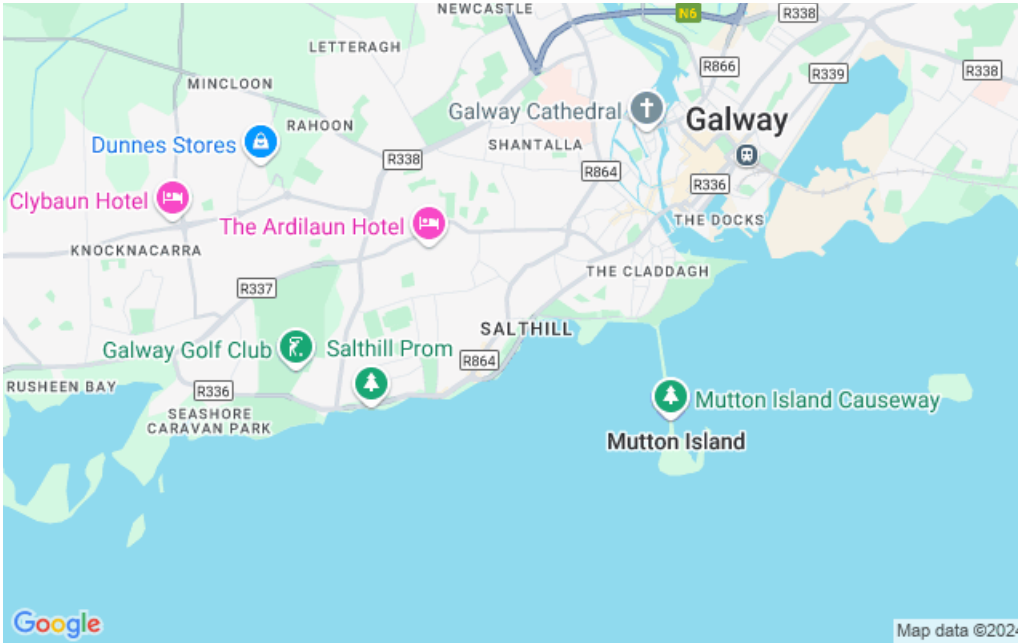 NEWCASTLE
N6
R338
LETTERAGH
R866
R339
R338
MINCLOON
Galway Cathedral
Galway
RAHOON
Dunnes Stores
SHANTALLA
R338
R864
R336
Clybaun Hotel
The Ardilaun Hotel
THE DOCKS
KNOCKNACARRA
THE CLADDAGH
R337
SALTHILL
Galway Golf Club
Salthill Prom
R864
RUSHEEN BAY
R336
SEASHORE
CARAVAN PARK
Mutton Island Causeway
Mutton Island
Google
Map data ©2024